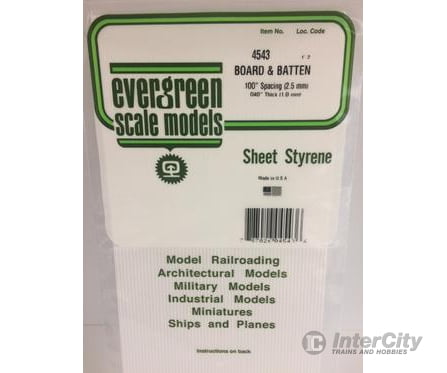 Item No. Loc. Code
4543
BOARD & BATTEN
.100" Spacing (2.5 mm)
.040" Thick (1.0 mm)
evergreen
scale models
Sheet Styrene
Made in U.S.A
Model Railroading
Architectural Models
Military Models
Industrial Models
Miniatures
Ships and Planes
Instructions on back
InterCity
TRAINS AND HOBBIES